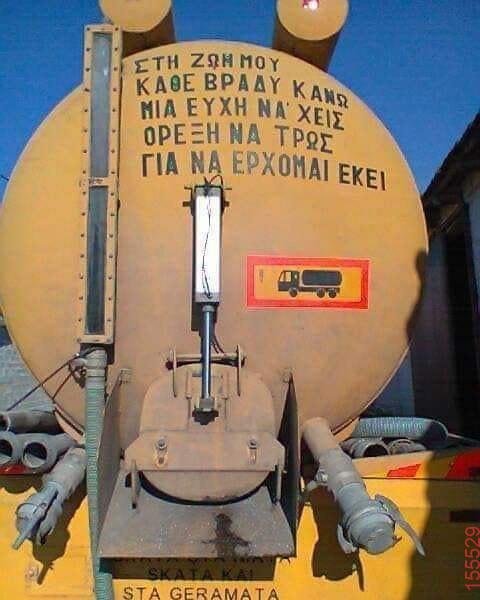 ΣΤΗ ΖΩΗ ΜΟΥ
ΚΑΘΕ ΒΡΑΔΥ ΚΑΝΩ
ΜΙΑ ΕΥΧΗ ΝΑ' ΧΕΙΣ
ΟΡΕΞΗ ΝΑ ΤΡΩΣ
ΓΙΑ ΝΑ ΕΡΧΟΜΑΙ ΕΚΕΙ
SKATA KAI
STA GERAMATA
155529